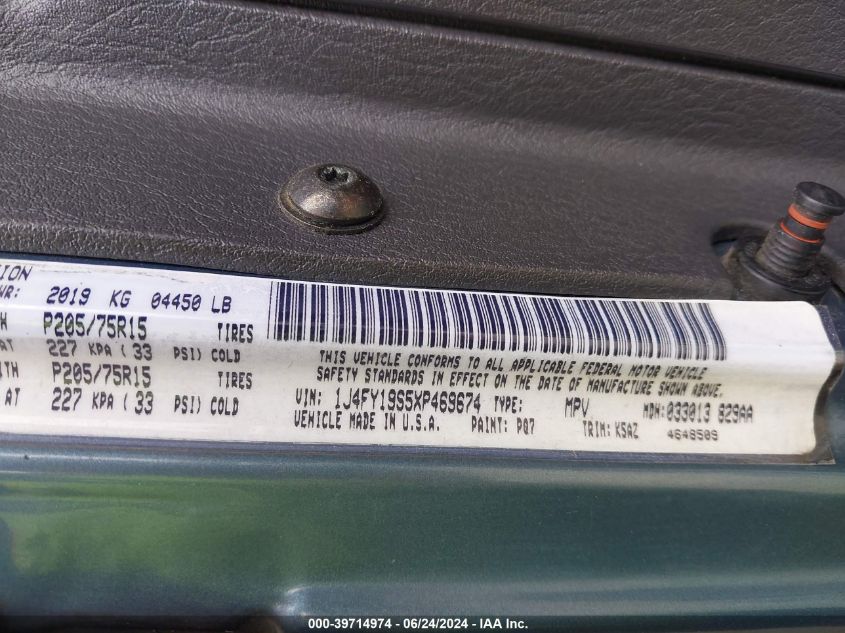 ION
WR: 2019 KG 04450 LB
TH P205/75R15 TIRES
AT 227 KPA ( 33 PSI) COLD
ITH P205/75R15 TIRES
AT 227 KPA ( 33 PSI) COLD
THIS VEHICLE CONFORMS TO ALL APPLICABLE FEDERAL MOTOR VEHICLE
SAFETY STANDARDS IN EFFECT ON THE DATE OF MANUFACTURE SHOWN ABOVE.
VIN: 1J4FY19S5XP469674 TYPE: MPV MDH:033013 829AA
VEHICLE MADE IN U.S.A. PAINT: PQ7 TRIM: K5AZ 4648509
000-39714974 - 06/24/2024 - IAA Inc.